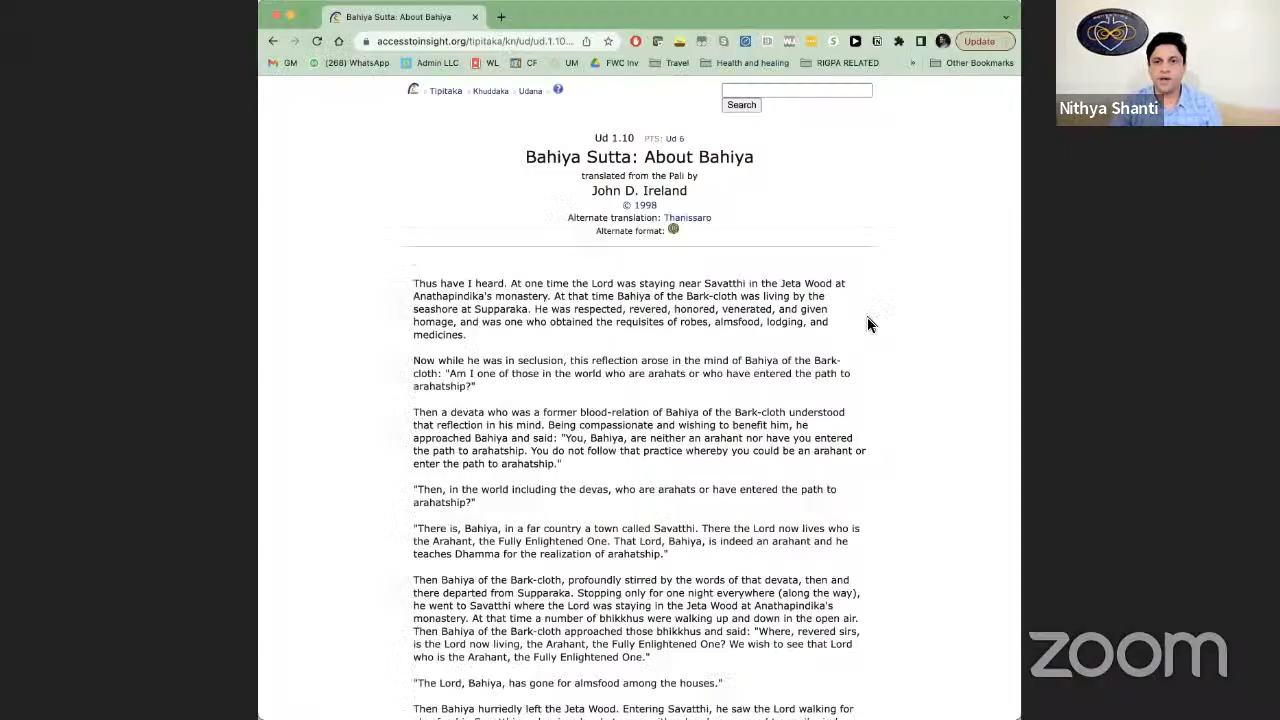 Bahiya Sutta: About Bahiya
accesstoinsight.org/tipitaka/kn/ud/ud.1.10...
Update
GM
(268) WhatsApp
Admin LLC
WL
CF
UM
FWC Inv
Travel
Health and healing
RIGPA RELATED
»
Other Bookmarks
Nithya Shanti
» Tipitaka » Khuddaka » Udana »
Search
Ud 1.10 PTS: Ud 6
Bahiya Sutta: About Bahiya
translated from the Pali by
John D. Ireland
© 1998
Alternate translation: Thanissaro
Alternate format:
Thus have I heard. At one time the Lord was staying near Savatthi in the Jeta Wood at
Anathapindika's monastery. At that time Bahiya of the Bark-cloth was living by the
seashore at Supparaka. He was respected, revered, honored, venerated, and given
homage, and was one who obtained the requisites of robes, almsfood, lodging, and
medicines.
Now while he was in seclusion, this reflection arose in the mind of Bahiya of the Bark-
cloth: "Am I one of those in the world who are arahats or who have entered the path to
arahatship?"
Then a devata who was a former blood-relation of Bahiya of the Bark-cloth understood
that reflection in his mind. Being compassionate and wishing to benefit him, he
approached Bahiya and said: "You, Bahiya, are neither an arahant nor have you entered
the path to arahatship. You do not follow that practice whereby you could be an arahant or
enter the path to arahatship."
"Then, in the world including the devas, who are arahats or have entered the path to
arahatship?"
"There is, Bahiya, in a far country a town called Savatthi. There the Lord now lives who is
the Arahant, the Fully Enlightened One. That Lord, Bahiya, is indeed an arahant and he
teaches Dhamma for the realization of arahatship."
Then Bahiya of the Bark-cloth, profoundly stirred by the words of that devata, then and
there departed from Supparaka. Stopping only for one night everywhere (along the way),
he went to Savatthi where the Lord was staying in the Jeta Wood at Anathapindika's
monastery. At that time a number of bhikkhus were walking up and down in the open air.
Then Bahiya of the Bark-cloth approached those bhikkhus and said: "Where, revered sirs,
is the Lord now living, the Arahant, the Fully Enlightened One? We wish to see that Lord
who is the Arahant, the Fully Enlightened One."
"The Lord, Bahiya, has gone for almsfood among the houses."
Then Bahiya hurriedly left the Jeta Wood. Entering Savatthi, he saw the Lord walking for
zoom